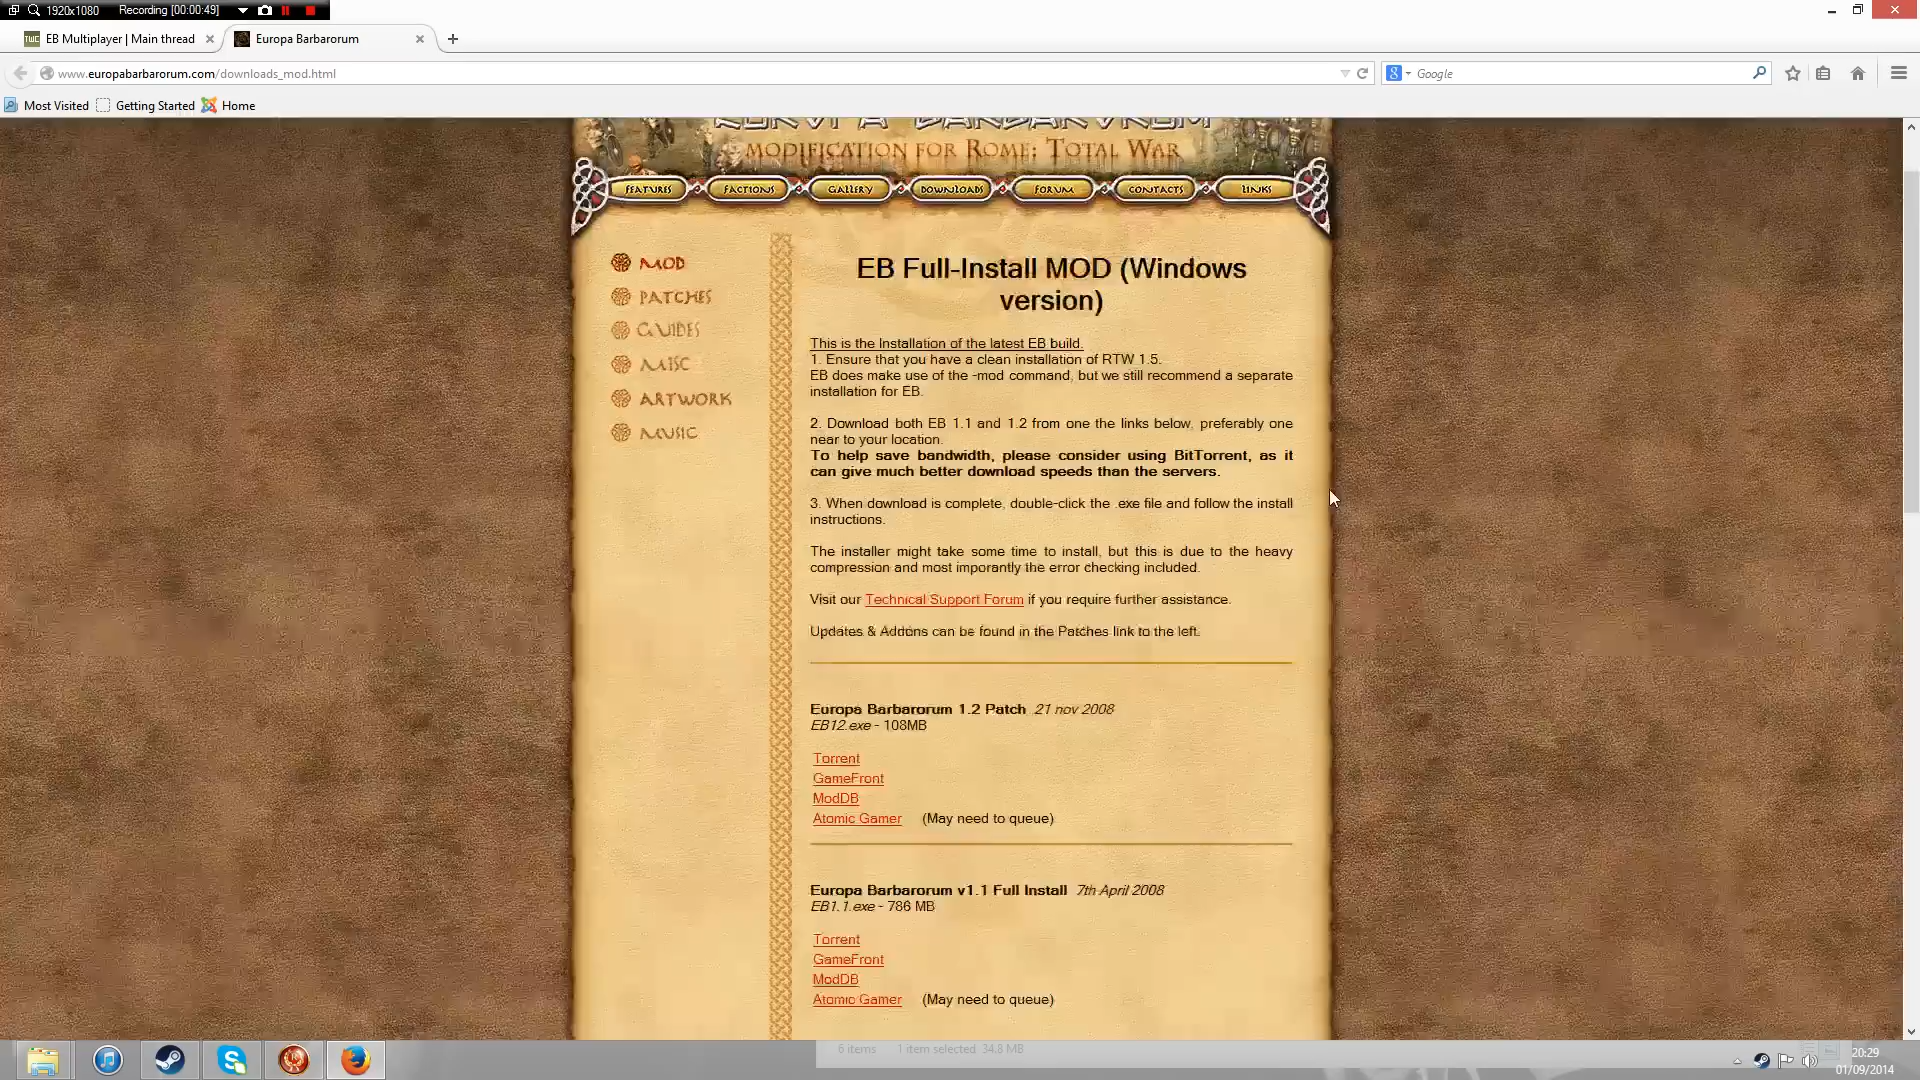 1920x1080 Recording [00:00:49]
EB Multiplayer | Main thread
Europa Barbarorum
www.europabarbarorum.com/downloads_mod.html
Google
Most Visited Getting Started Home
EVROPA BARBARORVM
MODIFICATION FOR ROME: TOTAL WAR
FEATURES FACTIONS GALLERY DOWNLOADS FORUM CONTACTS LINKS
MOD
PATCHES
GUIDES
MISC
ARTWORK
MUSIC
EB Full-Install MOD (Windows
version)
This is the Installation of the latest EB build.
1. Ensure that you have a clean installation of RTW 1.5.
EB does make use of the -mod command, but we still recommend a separate
installation for EB.
2. Download both EB 1.1 and 1.2 from one the links below, preferably one
near to your location.
To help save bandwidth, please consider using BitTorrent, as it
can give much better download speeds than the servers.
3. When download is complete, double-click the .exe file and follow the install
instructions.
The installer might take some time to install, but this is due to the heavy
compression and most imporantly the error checking included.
Visit our Technical Support Forum if you require further assistance.
Updates & Addons can be found in the Patches link to the left.
Europa Barbarorum 1.2 Patch 21 nov 2008
EB12.exe - 108MB
Torrent
GameFront
ModDB
Atomic Gamer (May need to queue)
Europa Barbarorum v1.1 Full Install 7th April 2008
EB1.1.exe - 786 MB
Torrent
GameFront
ModDB
Atomic Gamer (May need to queue)
6 items 1 item selected 34.8 MB
20:29
01/09/2014